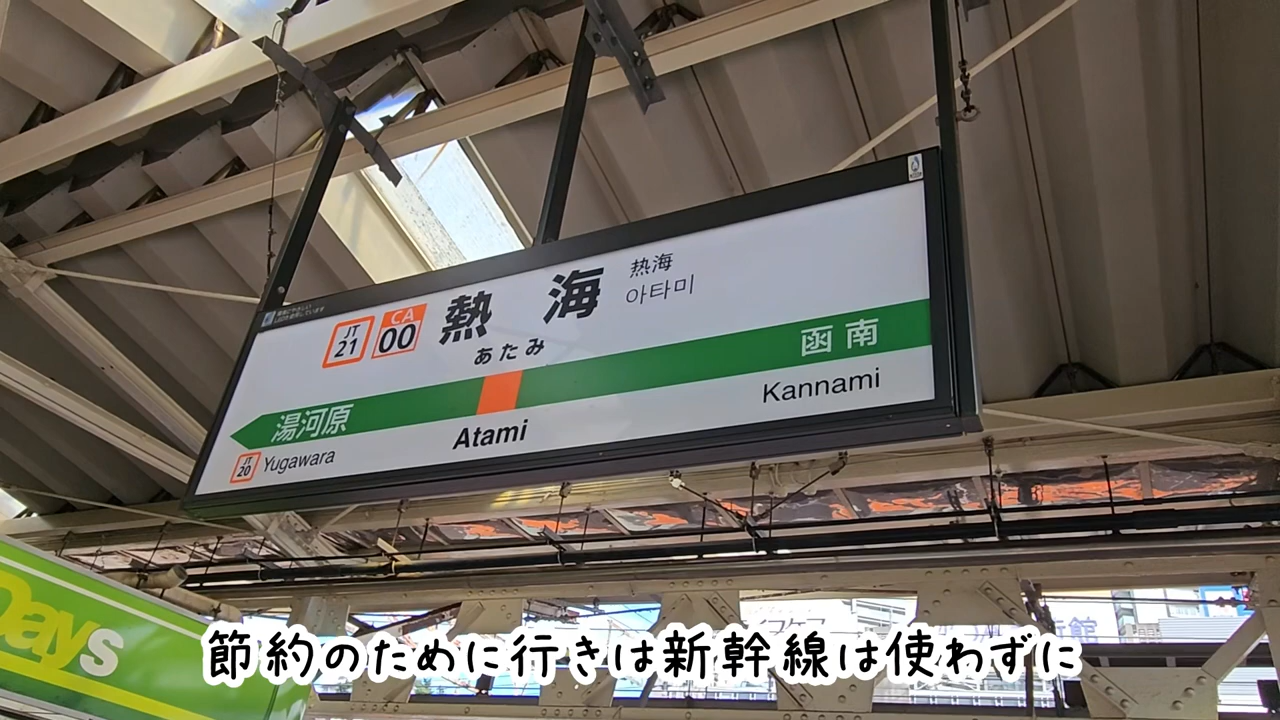 JT
21
CA
00
熱海
热海
아타미
あたみ
湯河原
函南
JT
20
Yugawara
Atami
Kannami
Days
節約のために行きは新幹線は使わずに